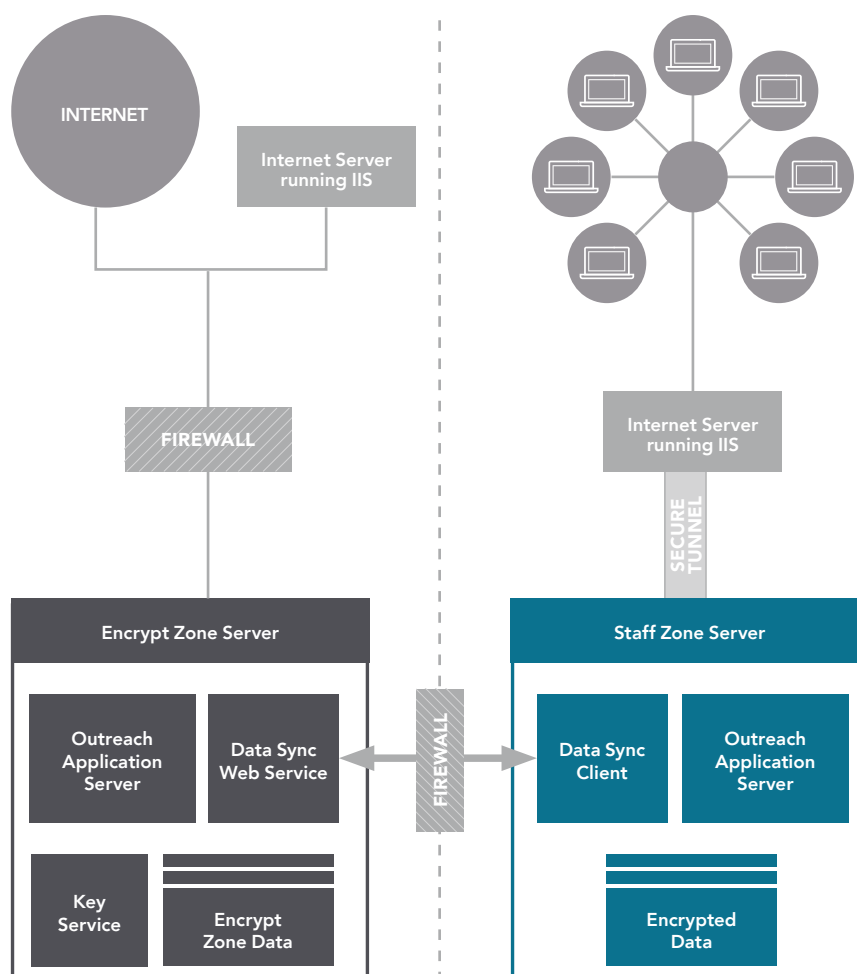 INTERNET
Internet Server
running IIS
FIREWALL
Encrypt Zone Server
Outreach
Application
Server
Data Sync
Web Service
Key
Service
Encrypt
Zone Data
FIREWALL
Internet Server
running IIS
SECURE
TUNNEL
Staff Zone Server
Data Sync
Client
Outreach
Application
Server
Encrypted
Data